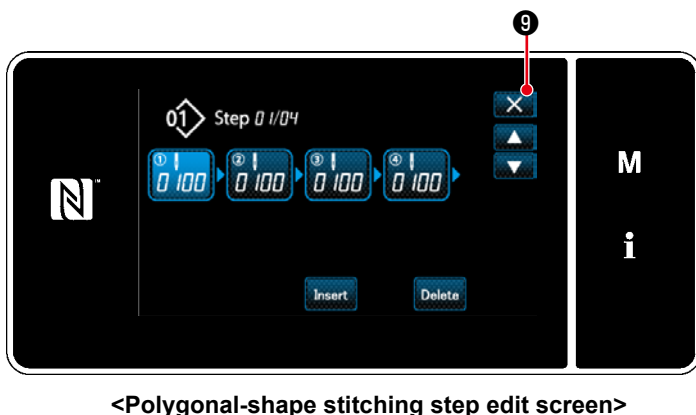 ❾
01 Step 01/04
① 0100 ② 0100 ③ 0100 ④ 0100
M
N™
i
Insert Delete
<Polygonal-shape stitching step edit screen>